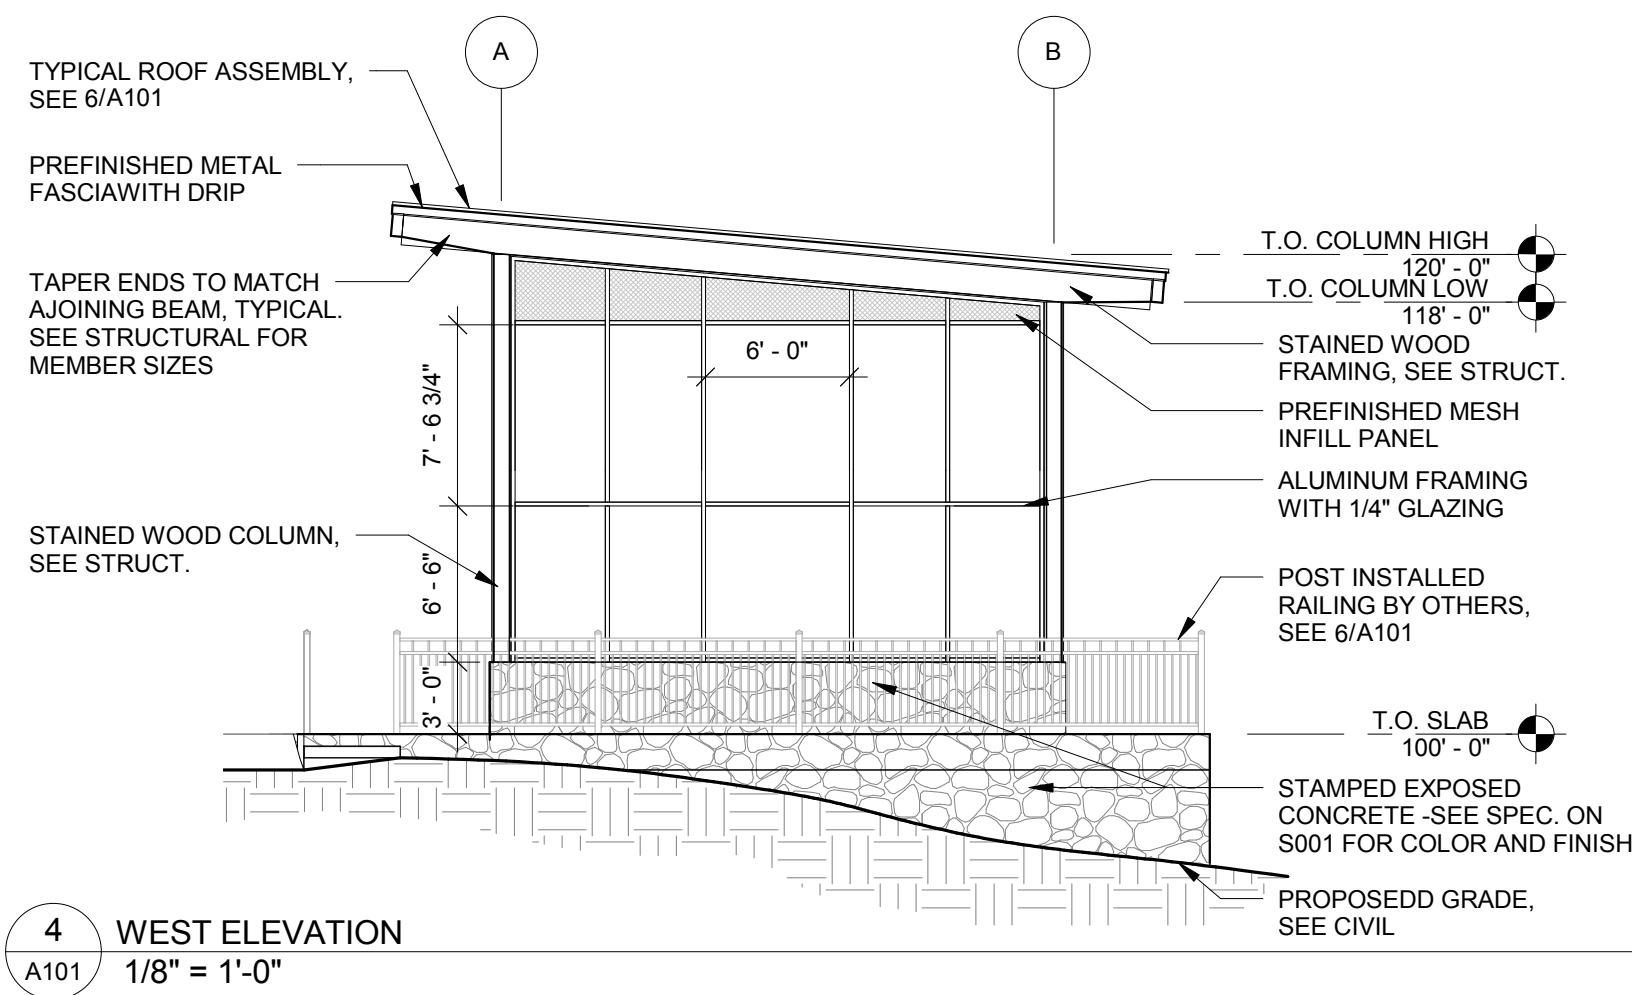 A
B
TYPICAL ROOF ASSEMBLY,
SEE 6/A101
PREFINISHED METAL
FASCIAWITH DRIP
TAPER ENDS TO MATCH
AJOINING BEAM, TYPICAL.
SEE STRUCTURAL FOR
MEMBER SIZES
STAINED WOOD COLUMN,
SEE STRUCT.
7' - 6 3/4"
6' - 6"
3' - 0"
6' - 0"
T.O. COLUMN HIGH
120' - 0"
T.O. COLUMN LOW
118' - 0"
STAINED WOOD
FRAMING, SEE STRUCT.
PREFINISHED MESH
INFILL PANEL
ALUMINUM FRAMING
WITH 1/4" GLAZING
POST INSTALLED
RAILING BY OTHERS,
SEE 6/A101
T.O. SLAB
100' - 0"
STAMPED EXPOSED
CONCRETE -SEE SPEC. ON
S001 FOR COLOR AND FINISH
PROPOSEDD GRADE,
SEE CIVIL
4
A101
WEST ELEVATION
1/8" = 1'-0"